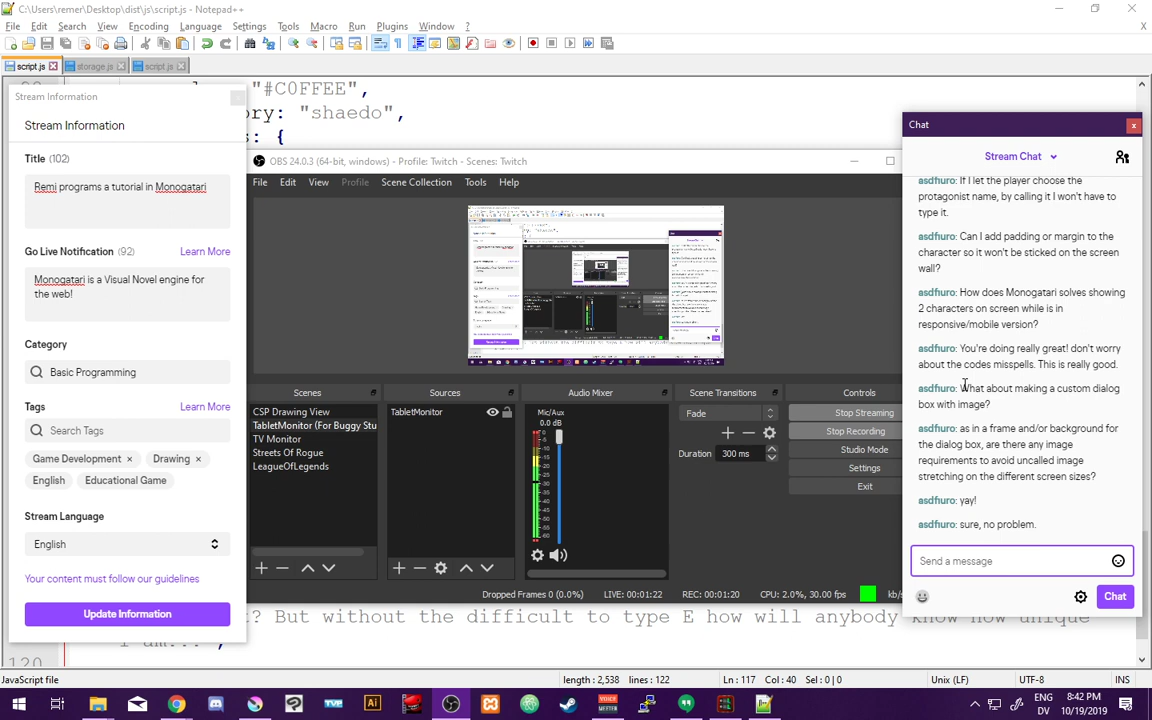 C:\Users\remer\Desktop\dist\js\script.js - Notepad++
File Edit Search View Encoding Language Settings Tools Macro Run Plugins Window ?
X
script.js storage.js script.js
"#C0FFEE",
ory: "shaedo",
s: {
Stream Information
Stream Information
Title (102)
Remi programs a tutorial in Monogatari
Go Live Notification (92) Learn More
Monogatari is a Visual Novel engine for
the web!
Category
Basic Programming
Tags Learn More
Search Tags
Game Development × Drawing ×
English Educational Game
Stream Language
English
Your content must follow our guidelines
Update Information
OBS 24.0.3 (64-bit, windows) - Profile: Twitch - Scenes: Twitch
File Edit View Profile Scene Collection Tools Help
Scenes Sources Audio Mixer Scene Transitions Controls
CSP Drawing View
TabletMonitor (For Buggy Stu
TV Monitor
Streets Of Rogue
LeagueOfLegends
TabletMonitor
Mic/Aux
0.0 dB
Fade
Duration 300 ms
Stop Streaming
Stop Recording
Studio Mode
Settings
Exit
Dropped Frames 0 (0.0%) LIVE: 00:01:22 REC: 00:01:20 CPU: 2.0%, 30.00 fps kb/s
Chat
Stream Chat
asdfiuro: If I let the player choose the
protagonist name, by calling it I won't have to
type it.
asdfiuro: Can I add padding or margin to the
character so it won't be sticked on the screen
wall?
asdfiuro: How does Monogatari solves showing
2 characters on screen while is in
responsive/mobile version?
asdfiuro: You're doing really great! don't worry
about the codes misspells. This is really good.
asdfiuro: What about making a custom dialog
box with image?
asdfiuro: as in a frame and/or background for
the dialog box, are there any image
requirements to avoid uncalled image
stretching on the different screen sizes?
asdfiuro: yay!
asdfiuro: sure, no problem.
Send a message
Chat
? But without the difficult to type E how will anybody know how unique
i am...",
120
JavaScript file length : 2,538 lines : 122 Ln : 117 Col : 40 Sel : 0 | 0 Unix (LF) UTF-8 INS
ENG
DV
8:42 PM
10/19/2019